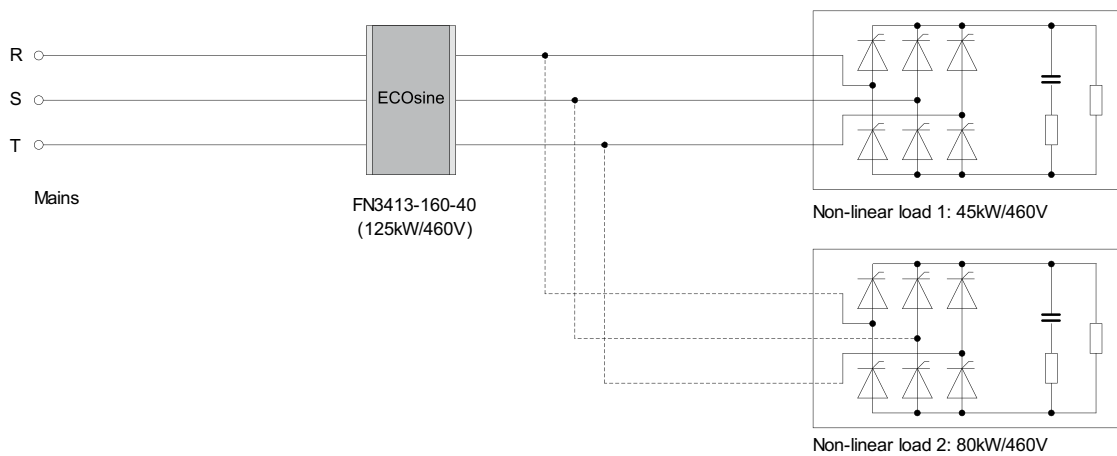 R
S
T
Mains
ECOsine
FN3413-160-40
(125kW/460V)
Non-linear load 1: 45kW/460V
Non-linear load 2: 80kW/460V